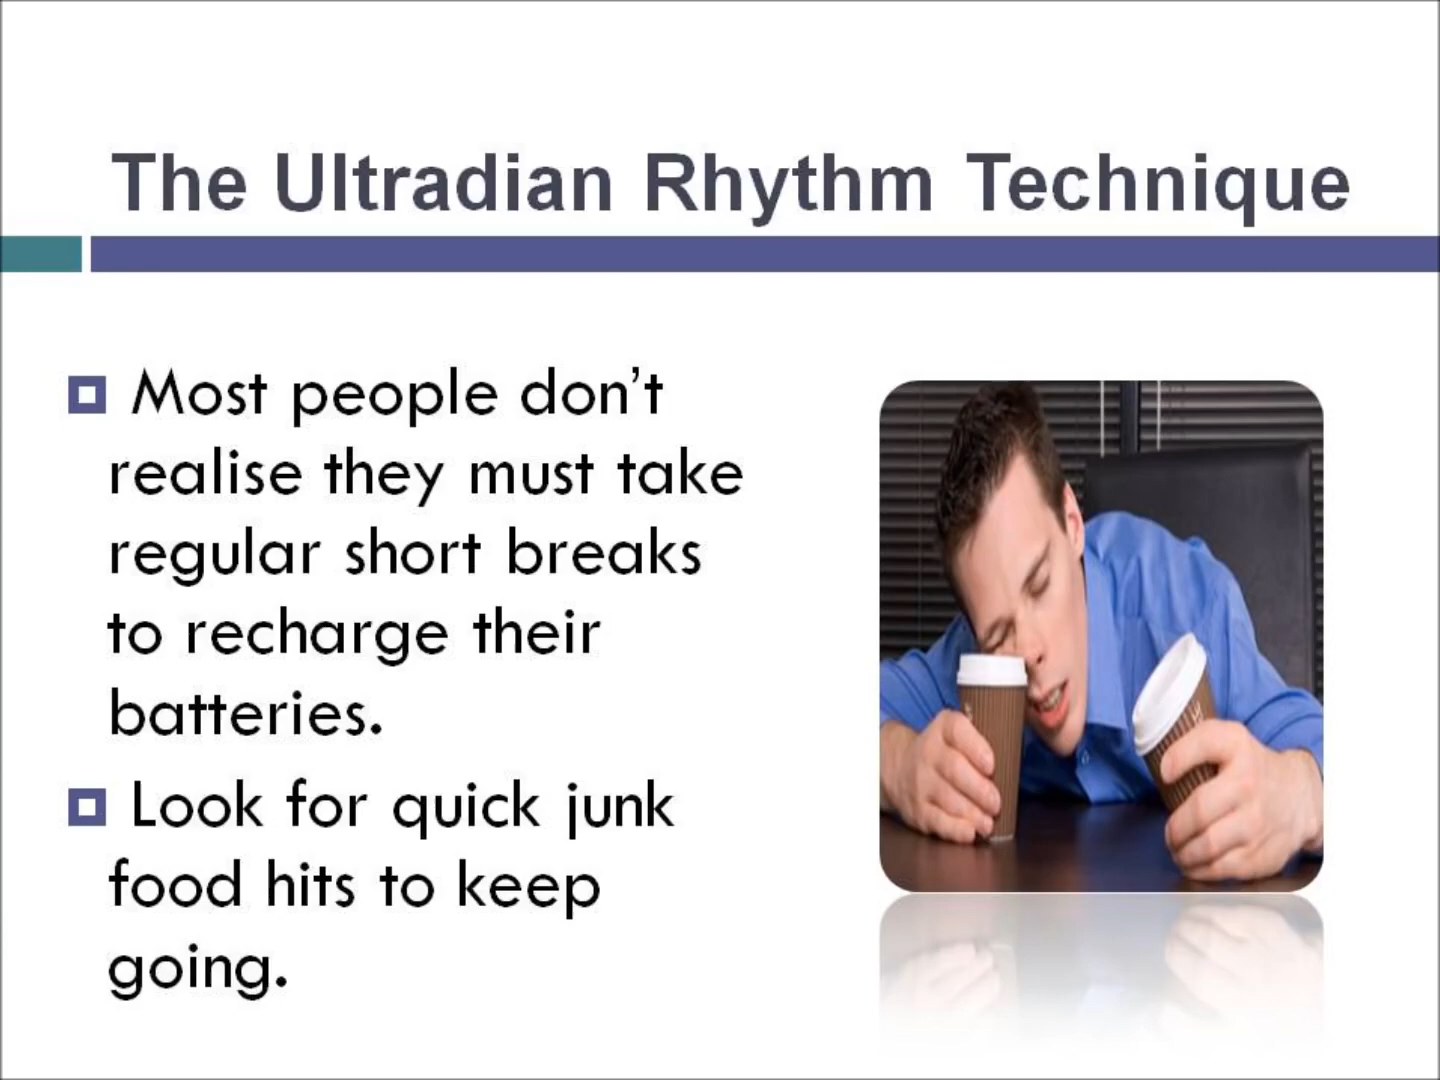 The Ultradian Rhythm Technique
Most people don’t
realise they must take
regular short breaks
to recharge their
batteries.
Look for quick junk
food hits to keep
going.